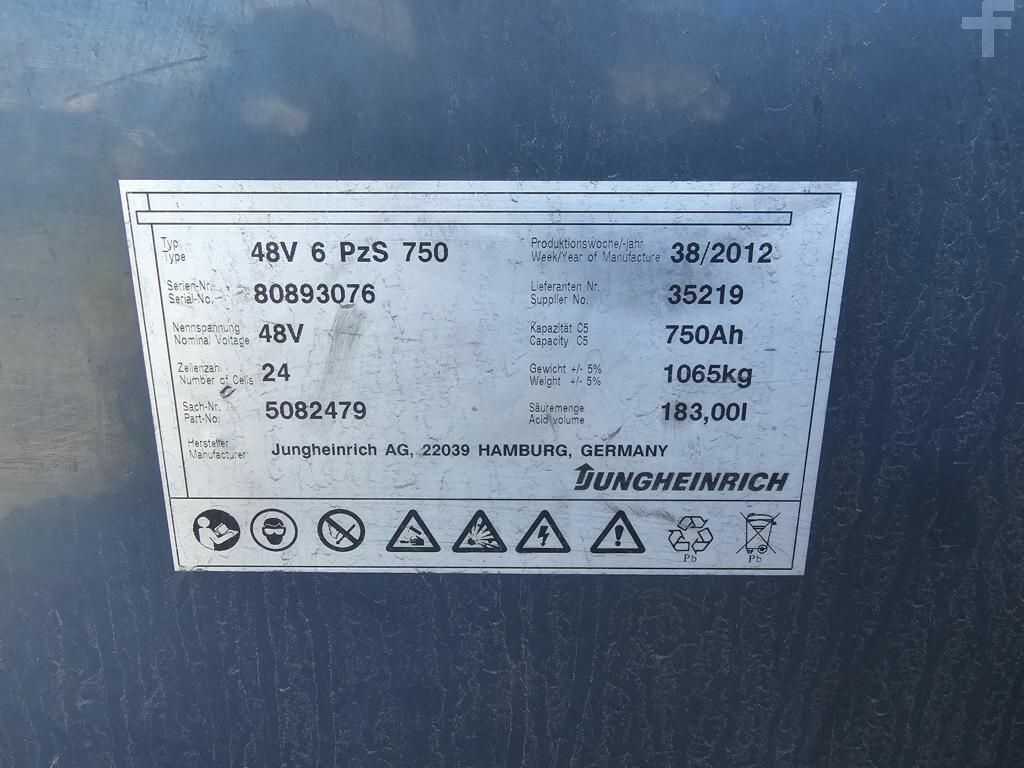 f
Typ 48V 6 PzS 750 Produktionswoche/-jahr 38/2012
Type Week/Year of Manufacture
Serien-Nr. 80893076 Lieferanten Nr. 35219
Serial-No. Supplier No.
Nennspannung 48V Kapazität C5 750Ah
Nominal Voltage Capacity C5
Zellenzahl 24 Gewicht +/- 5% 1065kg
Number of Cells Weight +/- 5%
Sach-Nr. 5082479 Säuremenge 183,00l
Part-No. Acid volume
Hersteller Jungheinrich AG, 22039 HAMBURG, GERMANY
Manufacturer
JUNGHEINRICH
Pb Pb